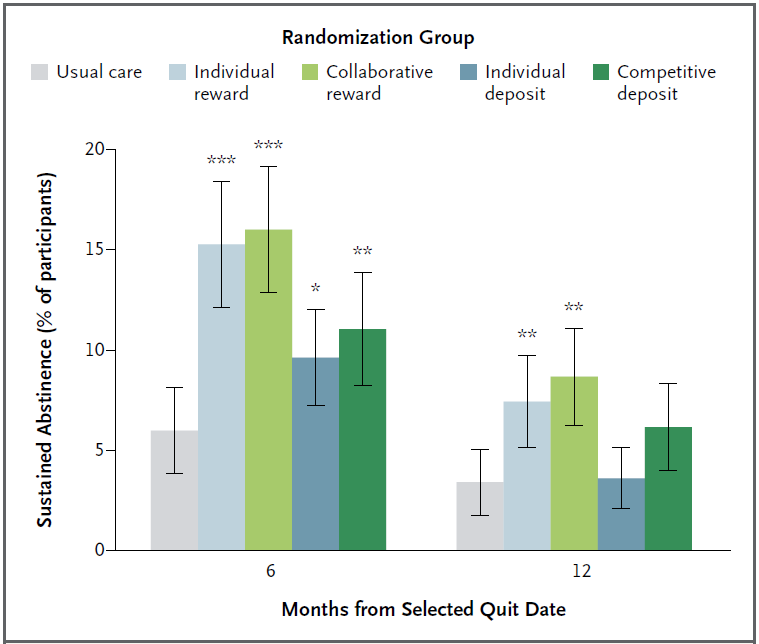 Randomization Group
Usual care
Individual
reward
Collaborative
reward
Individual
deposit
Competitive
deposit
Sustained Abstinence (% of participants)
20
15
10
5
0
***
***
*
**
**
**
6
12
Months from Selected Quit Date